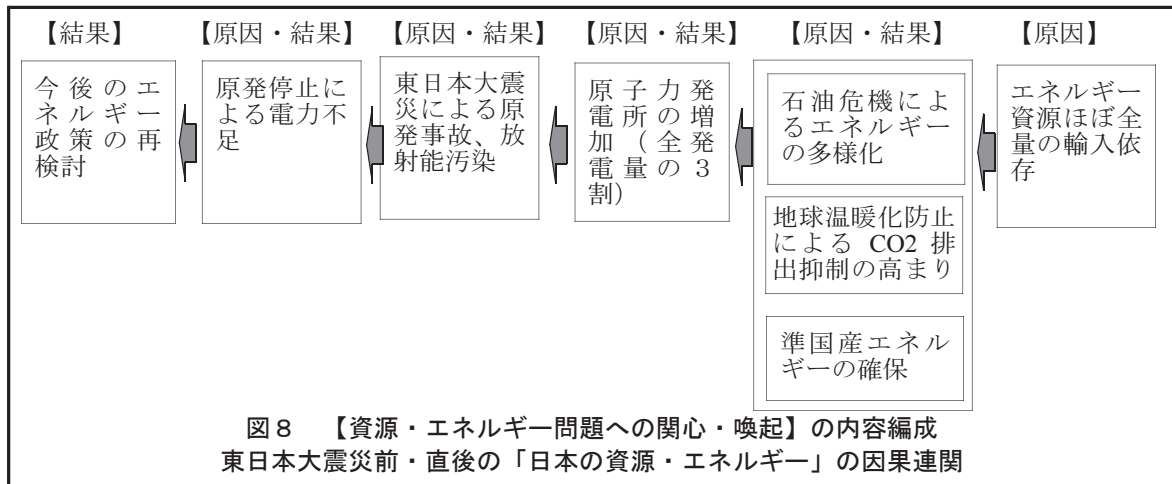 【結果】 【原因・結果】 【原因・結果】 【原因・結果】 【原因・結果】 【原因】
今後のエ
ネルギー
政策の再
検討
原発停止に
よる電力不
足
東日本大震
災による原
発事故、放
射能汚染
原子力発
電所の増
加（全発
電量の３
割）
石油危機によ
るエネルギー
の多様化
地球温暖化防止
による CO2 排
出抑制の高まり
準国産エネル
ギーの確保
エネルギー
資源ほぼ全
量の輸入依
存
図８　【資源・エネルギー問題への関心・喚起】の内容編成
東日本大震災前・直後の「日本の資源・エネルギー」の因果連関